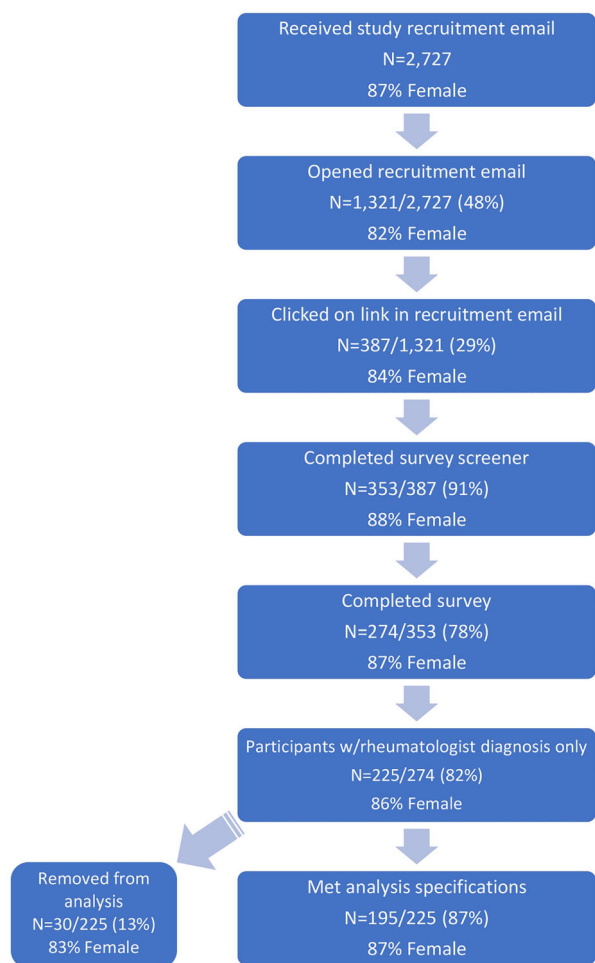 Received study recruitment email
N=2,727
87% Female
Opened recruitment email
N=1,321/2,727 (48%)
82% Female
Clicked on link in recruitment email
N=387/1,321 (29%)
84% Female
Completed survey screener
N=353/387 (91%)
88% Female
Completed survey
N=274/353 (78%)
87% Female
Participants w/rheumatologist diagnosis only
N=225/274 (82%)
86% Female
Removed from
analysis
N=30/225 (13%)
83% Female
Met analysis specifications
N=195/225 (87%)
87% Female